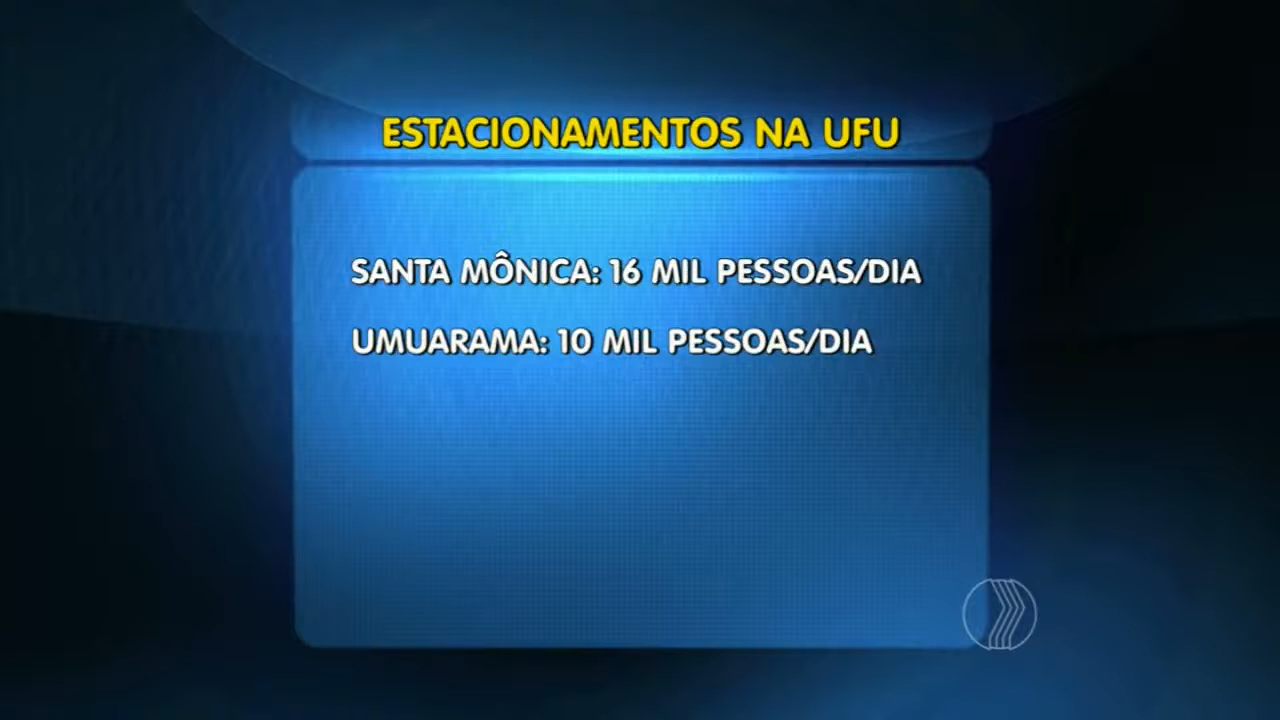 ESTACIONAMENTOS NA UFU
SANTA MÔNICA: 16 MIL PESSOAS/DIA
UMUARAMA: 10 MIL PESSOAS/DIA